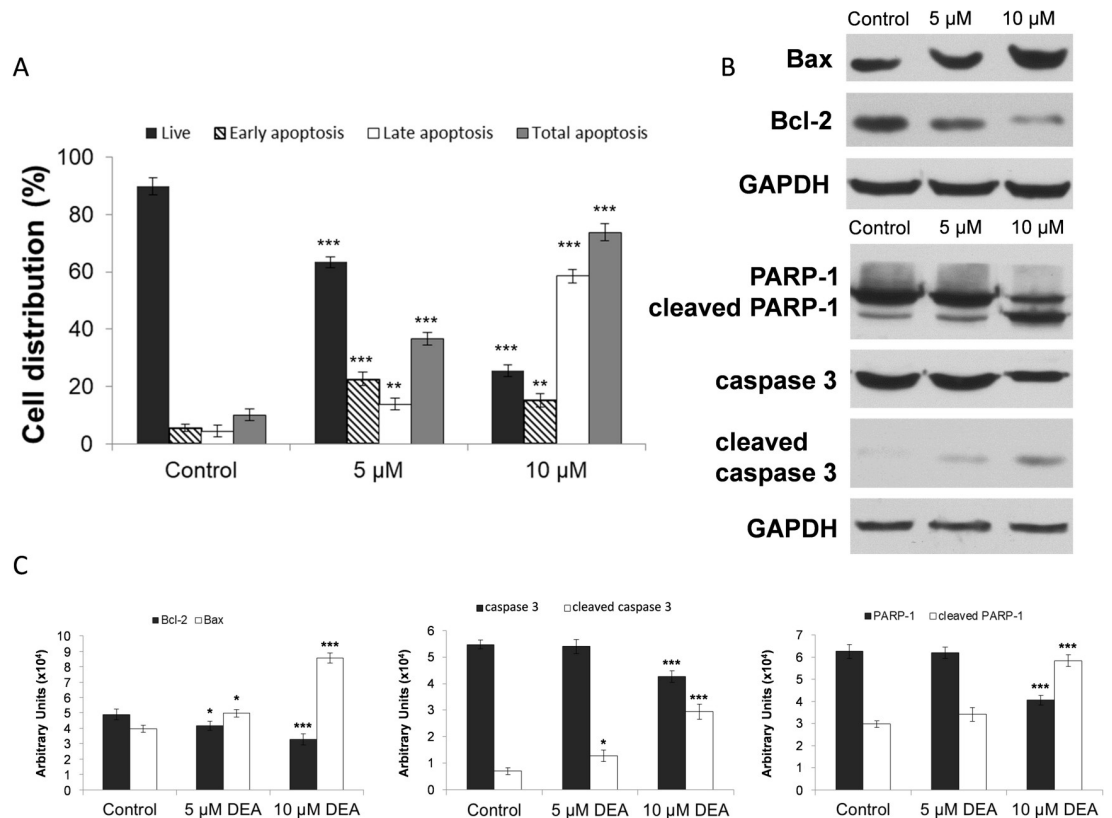 A
Live Early apoptosis Late apoptosis Total apoptosis
Cell distribution (%)
100
80
60
40
20
0
***
***
**
***
***
**
***
***
Control 5 µM 10 µM
B
Control 5 µM 10 µM
Bax
Bcl-2
GAPDH
Control 5 µM 10 µM
PARP-1
cleaved PARP-1
caspase 3
cleaved
caspase 3
GAPDH
C
Bcl-2 Bax
Arbitrary Units (x10⁴)
10
9
8
7
6
5
4
3
2
1
0
*
*
***
***
Control 5 µM DEA 10 µM DEA
caspase 3 cleaved caspase 3
Arbitrary Units (x10⁴)
6
5
4
3
2
1
0
*
***
***
Control 5 µM DEA 10 µM DEA
PARP-1 cleaved PARP-1
Arbitrary Units (x10⁴)
7
6
5
4
3
2
1
0
***
***
Control 5 µM DEA 10 µM DEA